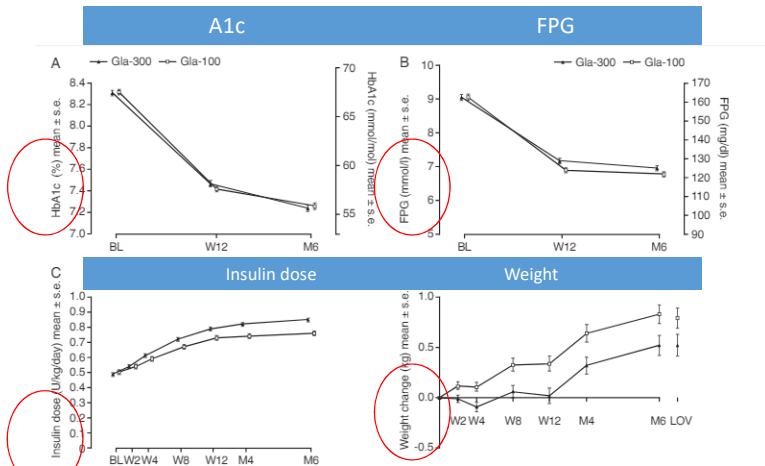 A1c
FPG
A
Gla-300 Gla-100
HbA1c (%) mean ± s.e.
8.4
8.2
8.0
7.8
7.6
7.4
7.2
7.0
BL
W12
M6
70
65
60
55
HbA1c (mmol/mol) mean ± s.e.
B
Gla-300 Gla-100
FPG (mmol/l) mean ± s.e.
10
9
8
7
6
5
BL
W12
M6
170
160
150
140
130
120
110
100
90
FPG (mg/dl) mean ± s.e.
Insulin dose
Weight
C
Insulin dose (U/kg/day) mean ± s.e.
1.0
0.9
0.8
0.7
0.6
0.5
0.4
0.3
0.2
0.1
0
BL W2 W4 W8 W12 M4 M6
Weight change (kg) mean ± s.e.
1.0
0.5
0.0
-0.5
W2 W4 W8 W12 M4 M6 LOV